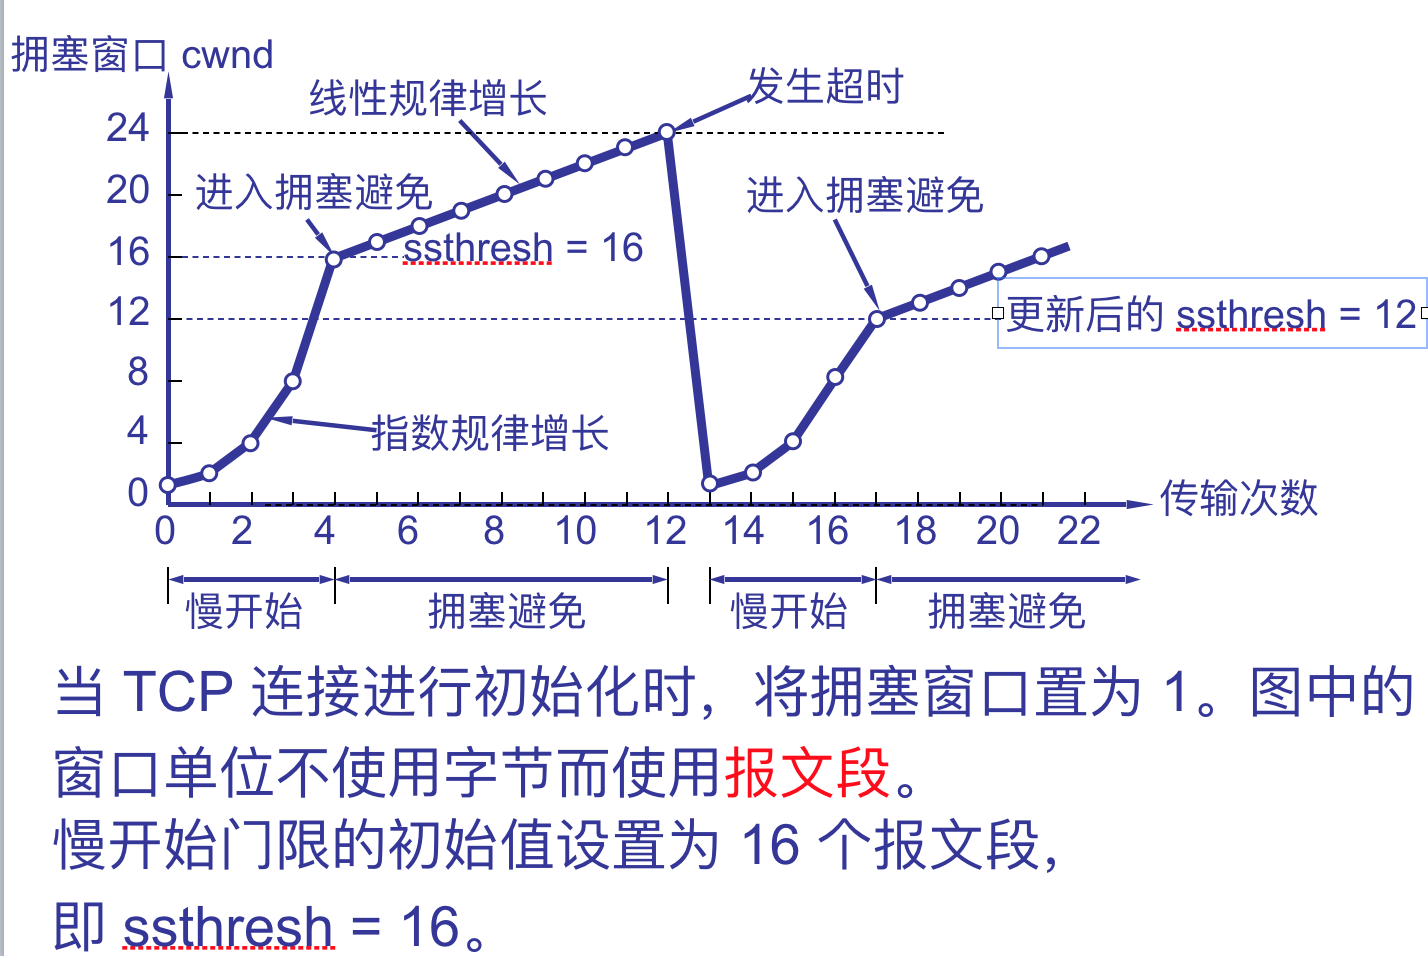 拥塞窗口 cwnd
线性规律增长
发生超时
24
20
进入拥塞避免
进入拥塞避免
16
ssthresh = 16
12
更新后的 ssthresh = 12
8
4
指数规律增长
0
传输次数
0 2 4 6 8 10 12 14 16 18 20 22
慢开始 拥塞避免 慢开始 拥塞避免
当 TCP 连接进行初始化时，将拥塞窗口置为 1。图中的
窗口单位不使用字节而使用报文段。
慢开始门限的初始值设置为 16 个报文段，
即 ssthresh = 16。